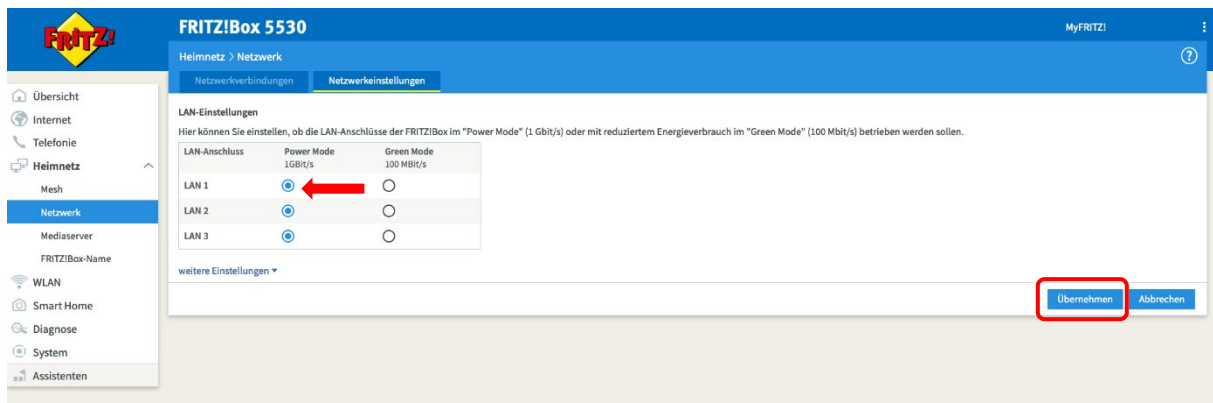 FRITZ!
FRITZ!Box 5530
MyFRITZ!
Heimnetz > Netzwerk
?
Netzwerkverbindungen
Netzwerkeinstellungen
Übersicht
Internet
Telefonie
Heimnetz
Mesh
Netzwerk
Mediaserver
FRITZ!Box-Name
WLAN
Smart Home
Diagnose
System
Assistenten
LAN-Einstellungen
Hier können Sie einstellen, ob die LAN-Anschlüsse der FRITZ!Box im "Power Mode" (1 Gbit/s) oder mit reduziertem Energieverbrauch im "Green Mode" (100 Mbit/s) betrieben werden sollen.
LAN-Anschluss Power Mode Green Mode
1GBit/s 100 MBit/s
LAN 1
LAN 2
LAN 3
weitere Einstellungen
Übernehmen Abbrechen